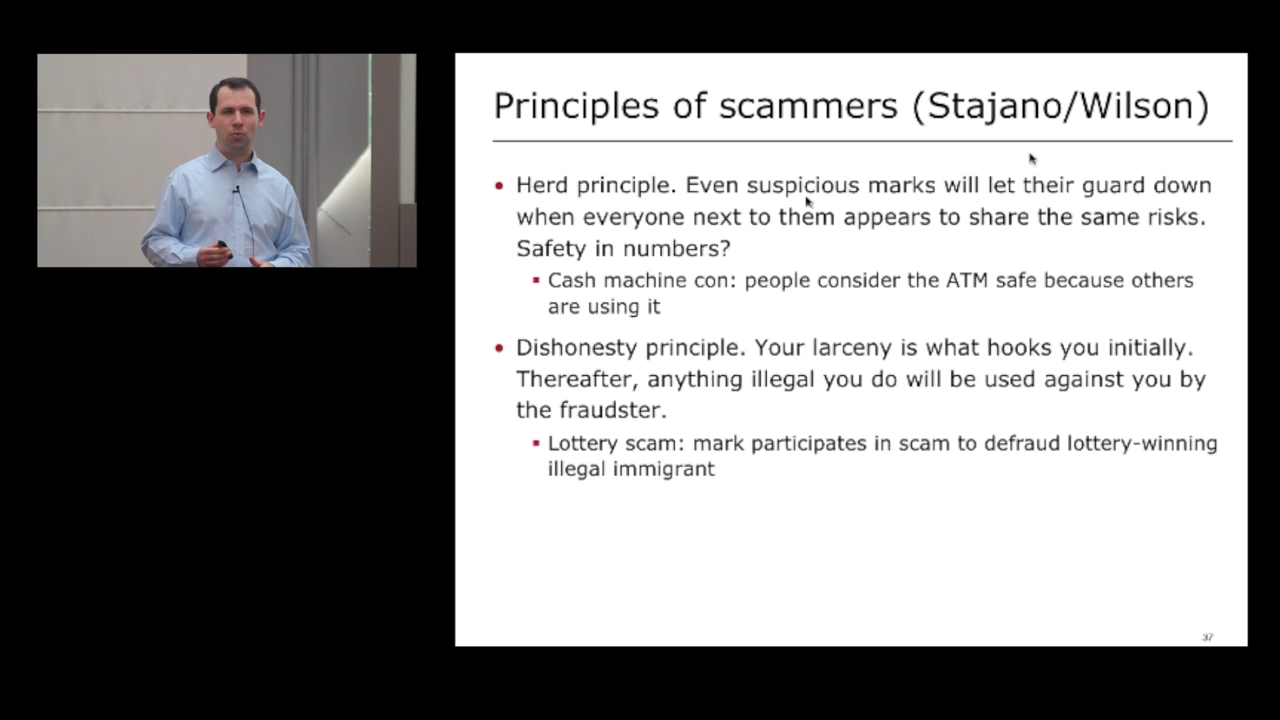 Principles of scammers (Stajano/Wilson)
• Herd principle. Even suspicious marks will let their guard down
when everyone next to them appears to share the same risks.
Safety in numbers?
▪ Cash machine con: people consider the ATM safe because others
are using it
• Dishonesty principle. Your larceny is what hooks you initially.
Thereafter, anything illegal you do will be used against you by
the fraudster.
▪ Lottery scam: mark participates in scam to defraud lottery-winning
illegal immigrant
37